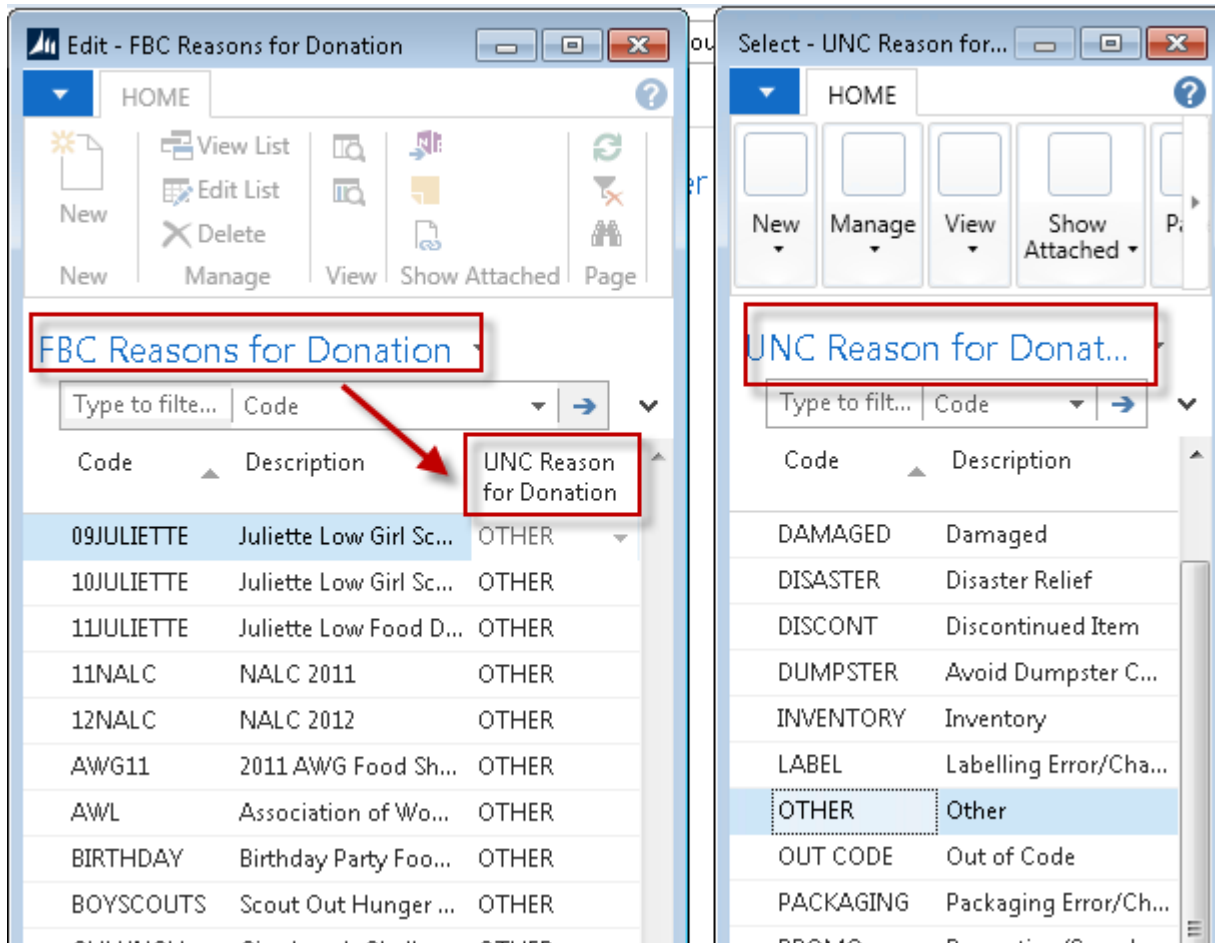 Edit - FBC Reasons for Donation
HOME
New
View List
Edit List
Delete
New
Manage
View
Show Attached
Page
FBC Reasons for Donation
Type to filte...
Code
Code
Description
UNC Reason
for Donation
09JULIETTE Juliette Low Girl Sc... OTHER
10JULIETTE Juliette Low Girl Sc... OTHER
11JULIETTE Juliette Low Food D... OTHER
11NALC NALC 2011 OTHER
12NALC NALC 2012 OTHER
AWG11 2011 AWG Food Sh... OTHER
AWL Association of Wo... OTHER
BIRTHDAY Birthday Party Foo... OTHER
BOYSCOUTS Scout Out Hunger ... OTHER
ou
er
Select - UNC Reason for...
HOME
New
Manage
View
Show
Attached
UNC Reason for Donat...
Type to filt...
Code
Code
Description
DAMAGED Damaged
DISASTER Disaster Relief
DISCONT Discontinued Item
DUMPSTER Avoid Dumpster C...
INVENTORY Inventory
LABEL Labelling Error/Cha...
OTHER Other
OUT CODE Out of Code
PACKAGING Packaging Error/Ch...